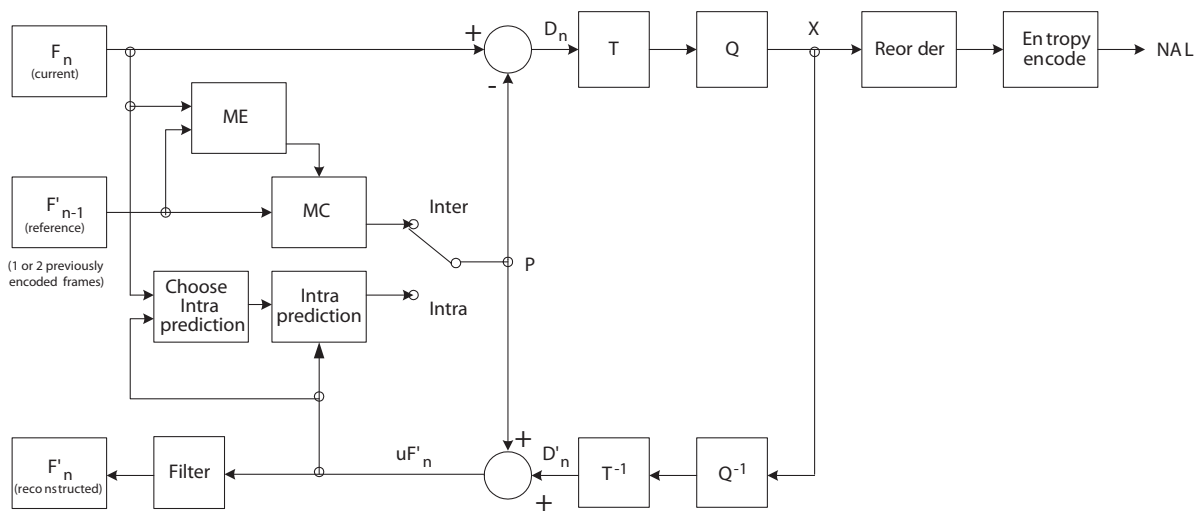 F n
(current)
+
D n
T
Q
X
Reor der
En tropy
encode
NAL
-
ME
F' n-1
(reference)
(1 or 2 previously
encoded frames)
MC
Inter
P
Choose
Intra
prediction
Intra
prediction
Intra
F' n
(reco nstructed)
Filter
uF' n
+
+
D' n
T -1
Q -1